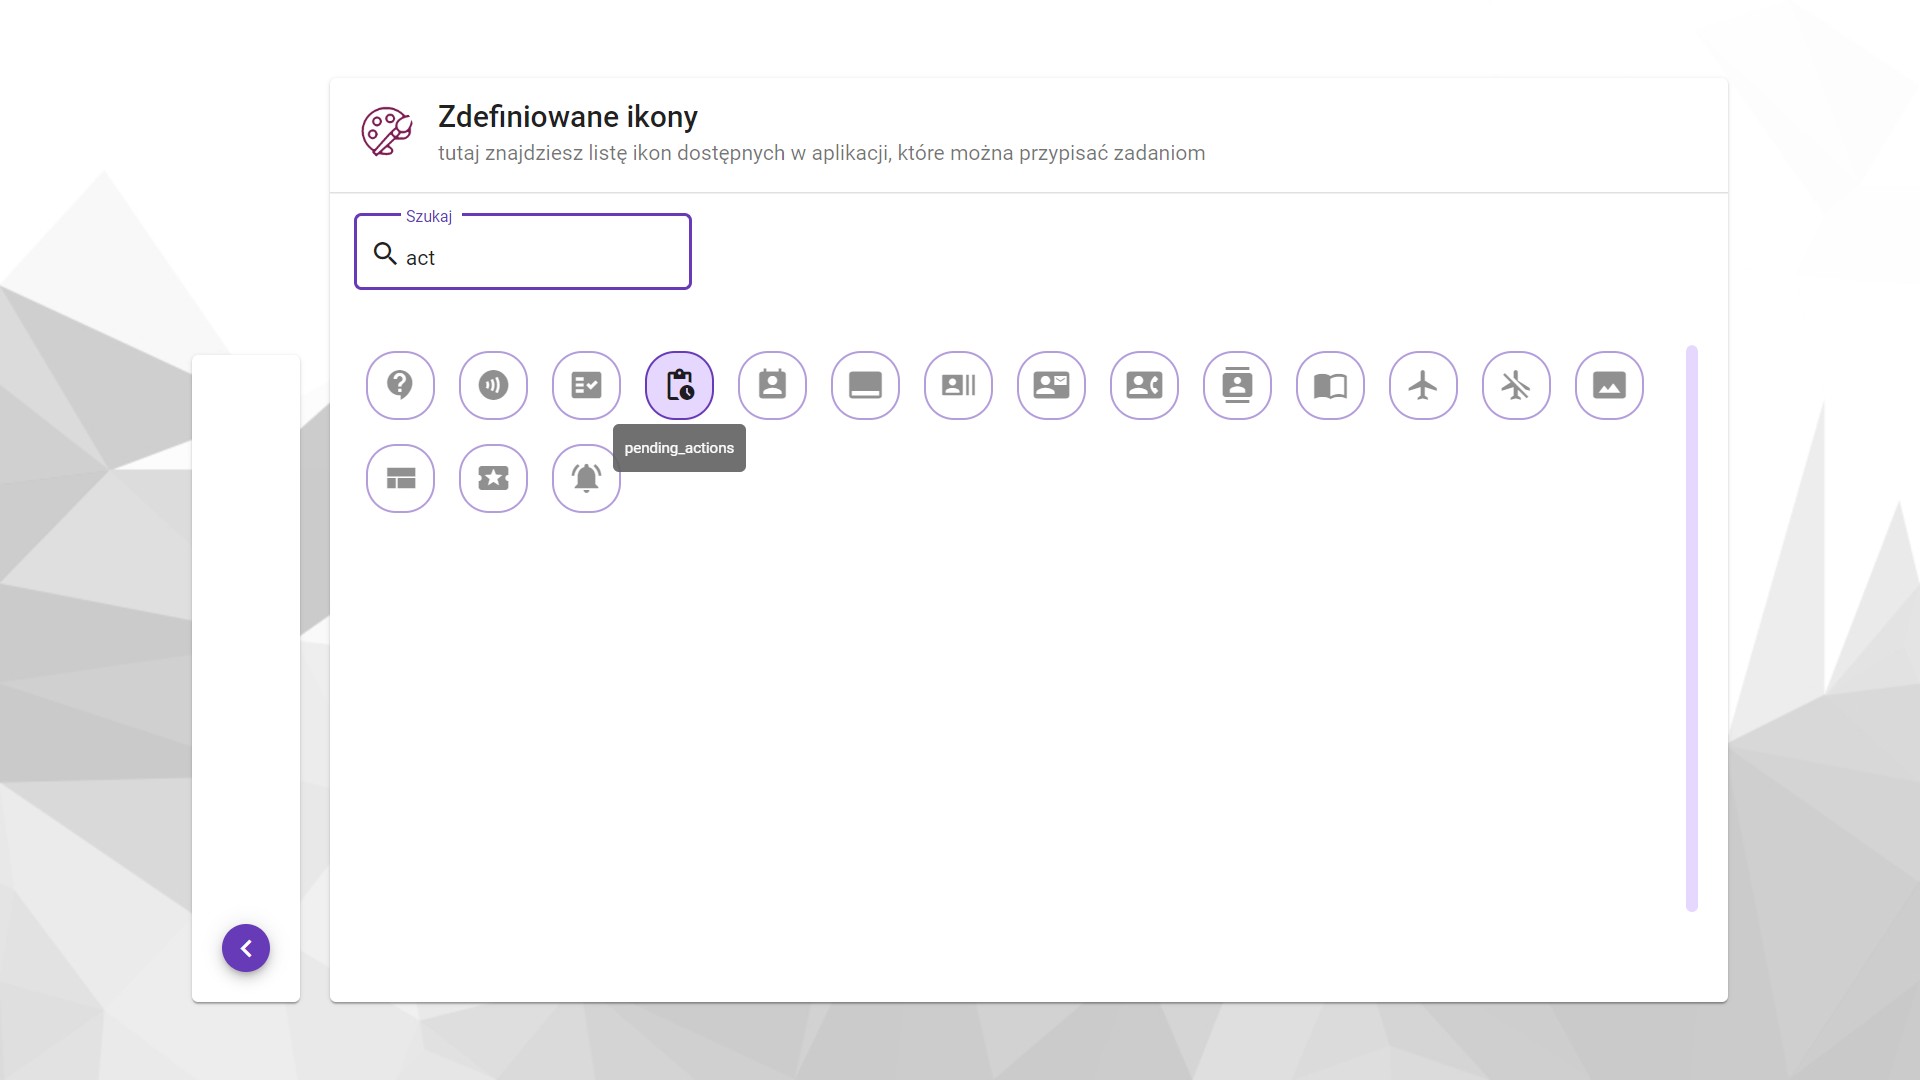 Zdefiniowane ikony
tutaj znajdziesz listę ikon dostępnych w aplikacji, które można przypisać zadaniom
Szukaj
act
pending_actions